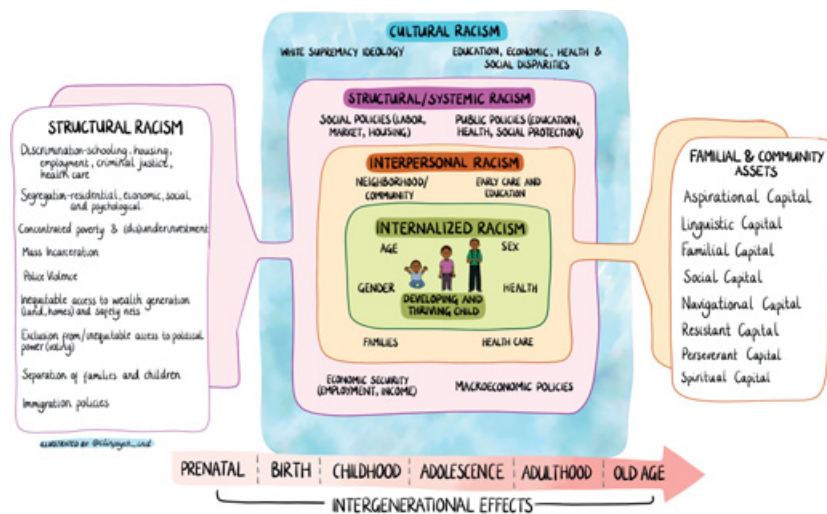 CULTURAL RACISM
WHITE SUPREMACY IDEOLOGY
EDUCATION, ECONOMIC, HEALTH &
SOCIAL DISPARITIES
STRUCTURAL/SYSTEMIC RACISM
SOCIAL POLICIES (LABOR,
MARKET, HOUSING)
PUBLIC POLICIES (EDUCATION,
HEALTH, SOCIAL PROTECTION)
INTERPERSONAL RACISM
NEIGHBORHOOD/
COMMUNITY
EARLY CARE AND
EDUCATION
INTERNALIZED RACISM
AGE
SEX
GENDER
HEALTH
DEVELOPING AND
THRIVING CHILD
FAMILIES
HEALTH CARE
ECONOMIC SECURITY
(EMPLOYMENT, INCOME)
MACROECONOMIC POLICIES
STRUCTURAL RACISM
Discrimination-schooling, housing,
employment, criminal justice,
health care
Segregation-residential, economic, social,
and psychological
Concentrated poverty & (dis)underinvestment
Mass Incarceration
Police Violence
Inequitable access to wealth generation
(land, homes) and safety nets
Exclusion from/inequitable access to political
power (voting)
Separation of families and children
Immigration policies
ILLUSTRATED BY
FAMILIAL & COMMUNITY
ASSETS
Aspirational Capital
Linguistic Capital
Familial Capital
Social Capital
Navigational Capital
Resistant Capital
Perseverant Capital
Spiritual Capital
PRENATAL
BIRTH
CHILDHOOD
ADOLESCENCE
ADULTHOOD
OLD AGE
INTERGENERATIONAL EFFECTS